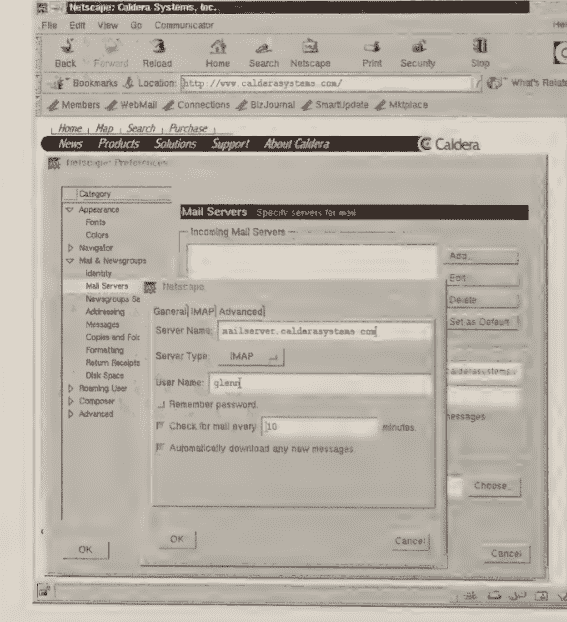 Netscape: Caldera Systems, Inc.
File Edit View Go Communicator
Back Forward Reload Home Search Netscape Print Security Stop
Bookmarks Location: http://www.calderasystems.com/ What's Relate
Members WebMail Connections BizJournal SmartUpdate Mktplace
Home Map Search Purchase
News Products Solutions Support About Caldera Caldera
Netscape: Preferences
Category
Appearance
Mail Servers Specify servers for mail
Fonts
Colors
Incoming Mail Servers
Navigator
Mail & Newsgroups
Add...
Identity
Edit
Mail Servers
Netscape
Newsgroups Se
Delete
Addressing
General IMAP Advanced
Messages
Server Name: mailserver.calderasystems.com
Set as Default
Copies and Fol
Formatting
Server Type: IMAP
Return Receipts
Disk Space
User Name: glenn
Roaming User
Composer
Remember password.
Advanced
essages
Check for mail every 10 minutes.
Automatically download any new messages
Choose...
OK
Cancel
OK
Cancel